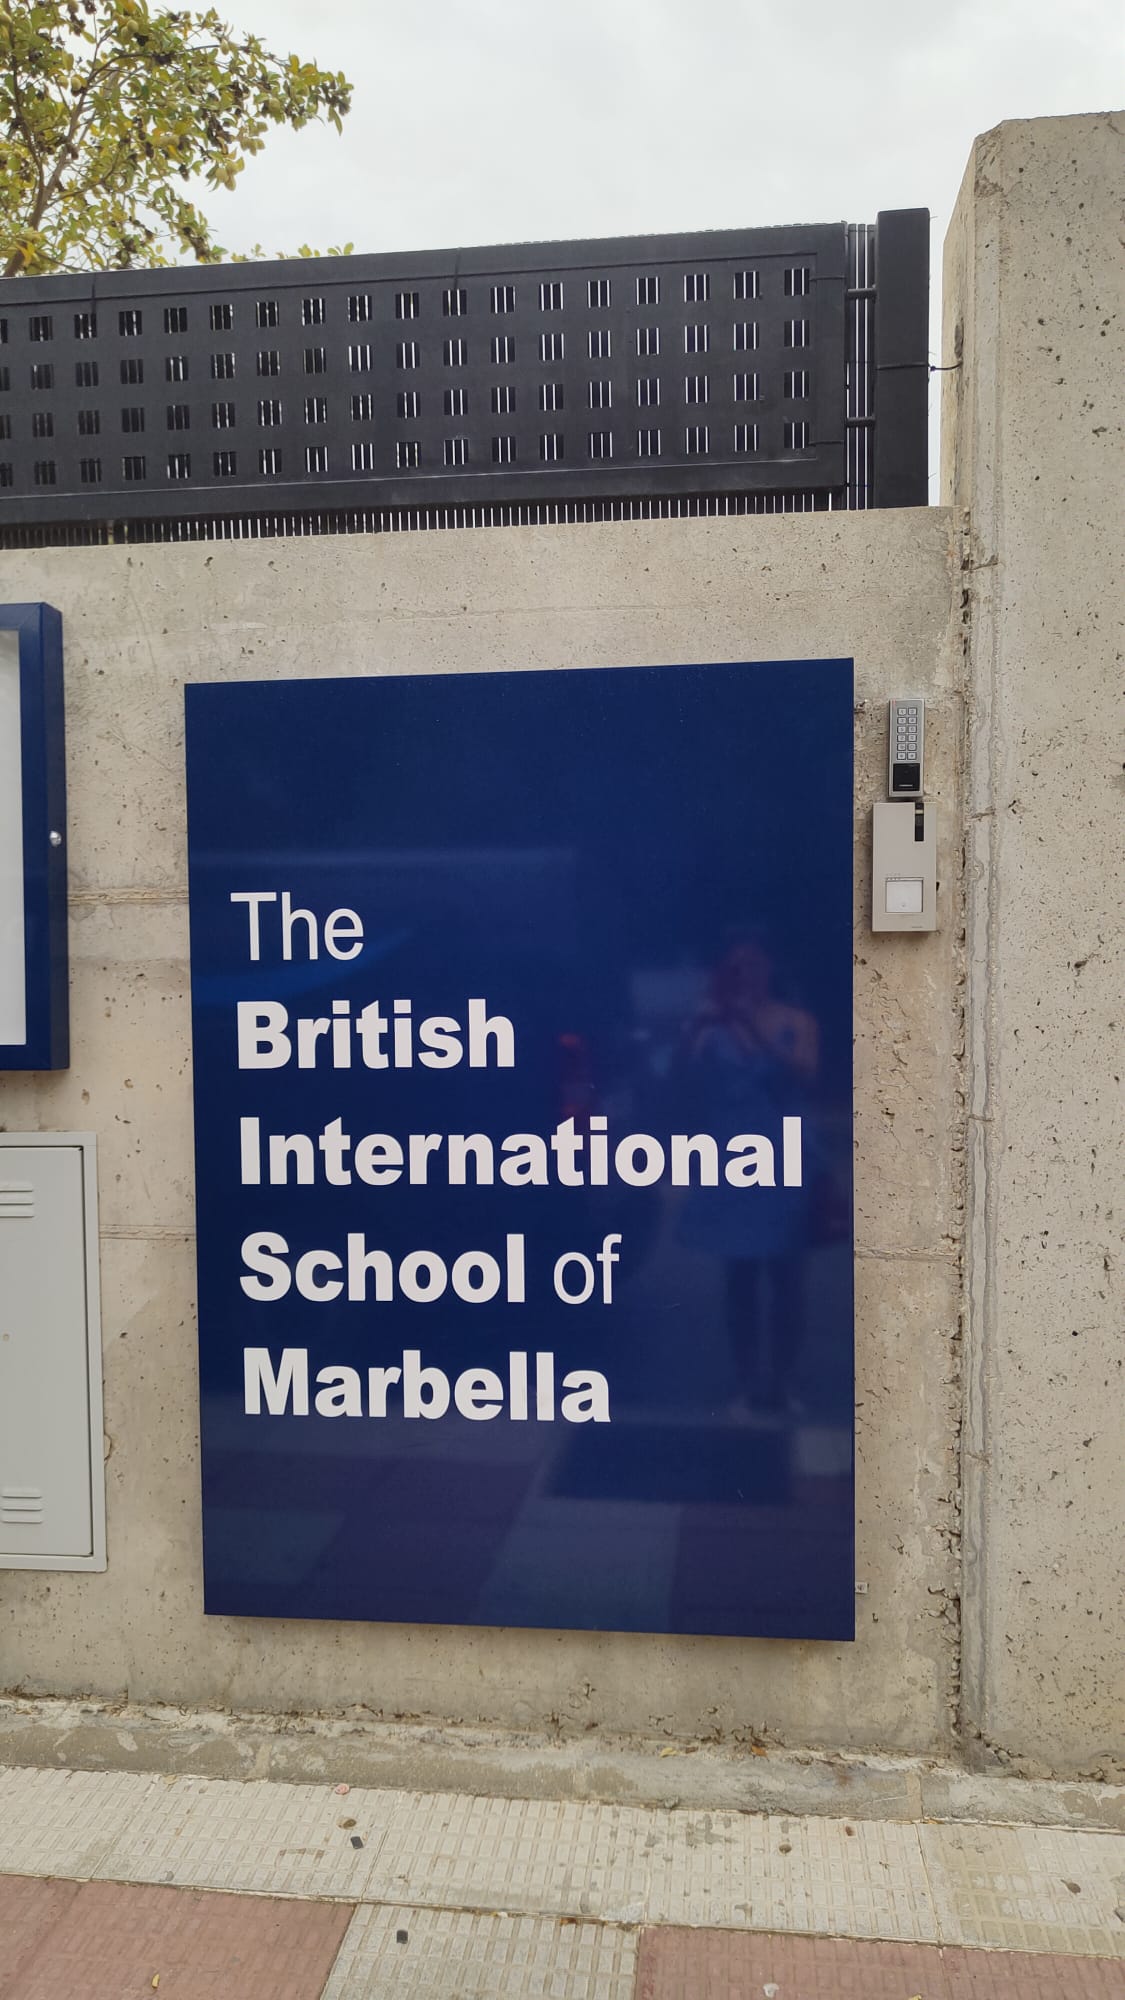 The
British
International
School of
Marbella